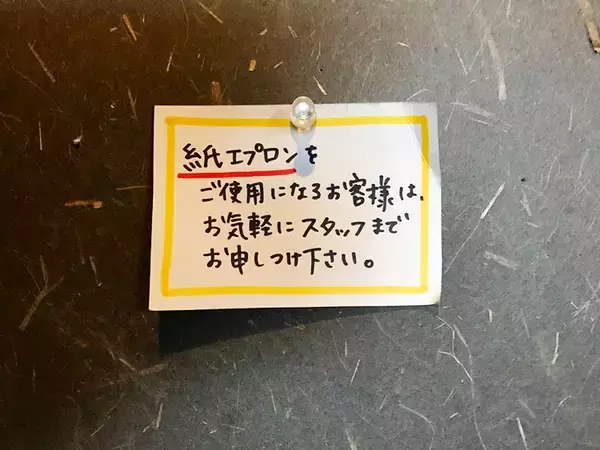 紙エプロンを
ご使用になるお客様は、
お気軽にスタッフまで
お申しつけ下さい。